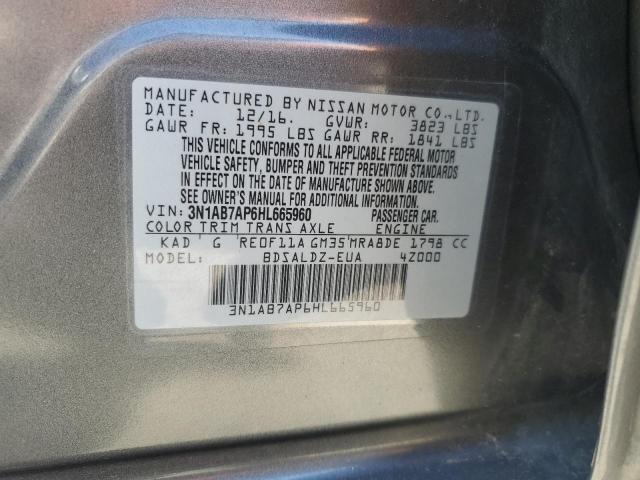 MANUFACTURED BY NISSAN MOTOR CO., LTD.
DATE: 12/16. GVWR: 3823 LBS
GAWR FR: 1995 LBS GAWR RR: 1841 LBS
THIS VEHICLE CONFORMS TO ALL APPLICABLE FEDERAL MOTOR
VEHICLE SAFETY, BUMPER AND THEFT PREVENTION STANDARDS
IN EFFECT ON THE DATE OF MANUFACTURE SHOWN ABOVE.
SEE OWNER'S MANUAL FOR ADDITIONAL INFORMATION.
VIN: 3N1AB7AP6HL665960 PASSENGER CAR.
COLOR TRIM TRANS AXLE ENGINE
KAD G RE0F11A GM35 MRA8DE 1798 CC
MODEL: BDSALDZ-EUA 4Z000
3N1AB7AP6HL665960